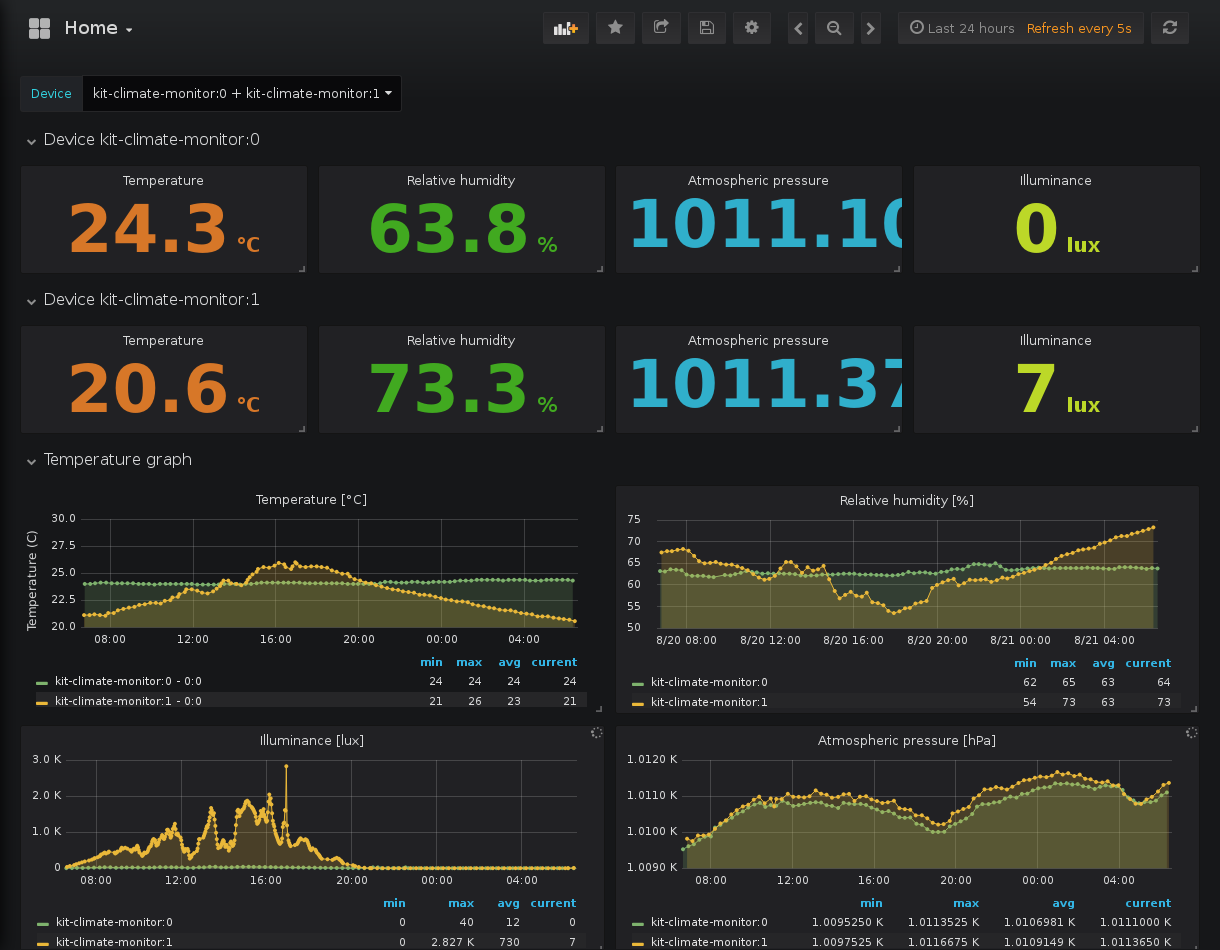 Home
Last 24 hours Refresh every 5s
Device kit-climate-monitor:0 + kit-climate-monitor:1
Device kit-climate-monitor:0
Temperature Relative humidity Atmospheric pressure Illuminance
24.3 °C 63.8 % 1011.10 0 lux
Device kit-climate-monitor:1
Temperature Relative humidity Atmospheric pressure Illuminance
20.6 °C 73.3 % 1011.37 7 lux
Temperature graph
Temperature [°C]
Temperature (C)
30.0
27.5
25.0
22.5
20.0
08:00 12:00 16:00 20:00 00:00 04:00
min max avg current
kit-climate-monitor:0 - 0:0 24 24 24 24
kit-climate-monitor:1 - 0:0 21 26 23 21
Relative humidity [%]
75
70
65
60
55
50
8/20 08:00 8/20 12:00 8/20 16:00 8/20 20:00 8/21 00:00 8/21 04:00
min max avg current
kit-climate-monitor:0 62 65 63 64
kit-climate-monitor:1 54 73 63 73
Illuminance [lux]
3.0 K
2.0 K
1.0 K
0
08:00 12:00 16:00 20:00 00:00 04:00
min max avg current
kit-climate-monitor:0 0 40 12 0
kit-climate-monitor:1 0 2.827 K 730 7
Atmospheric pressure [hPa]
1.0120 K
1.0110 K
1.0100 K
1.0090 K
08:00 12:00 16:00 20:00 00:00 04:00
min max avg current
kit-climate-monitor:0 1.0095250 K 1.0113525 K 1.0106981 K 1.0111000 K
kit-climate-monitor:1 1.0097525 K 1.0116675 K 1.0109149 K 1.0113650 K